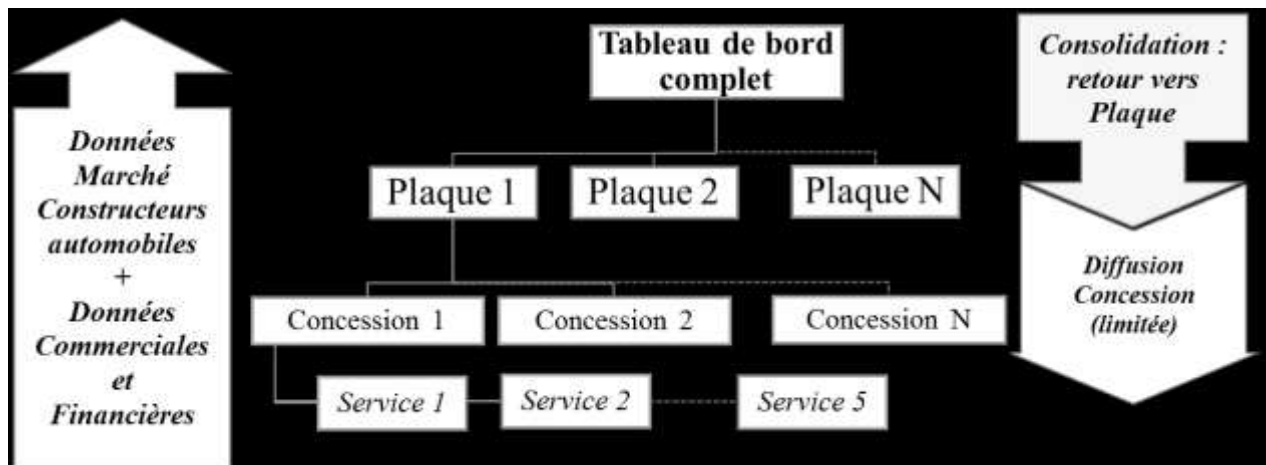 Données
Marché
Constructeurs
automobiles
+
Données
Commerciales
et
Financières
Tableau de bord
complet
Plaque 1
Plaque 2
Plaque N
Concession 1
Concession 2
Concession N
Service 1
Service 2
Service 5
Consolidation :
retour vers
Plaque
Diffusion
Concession
(limitée)